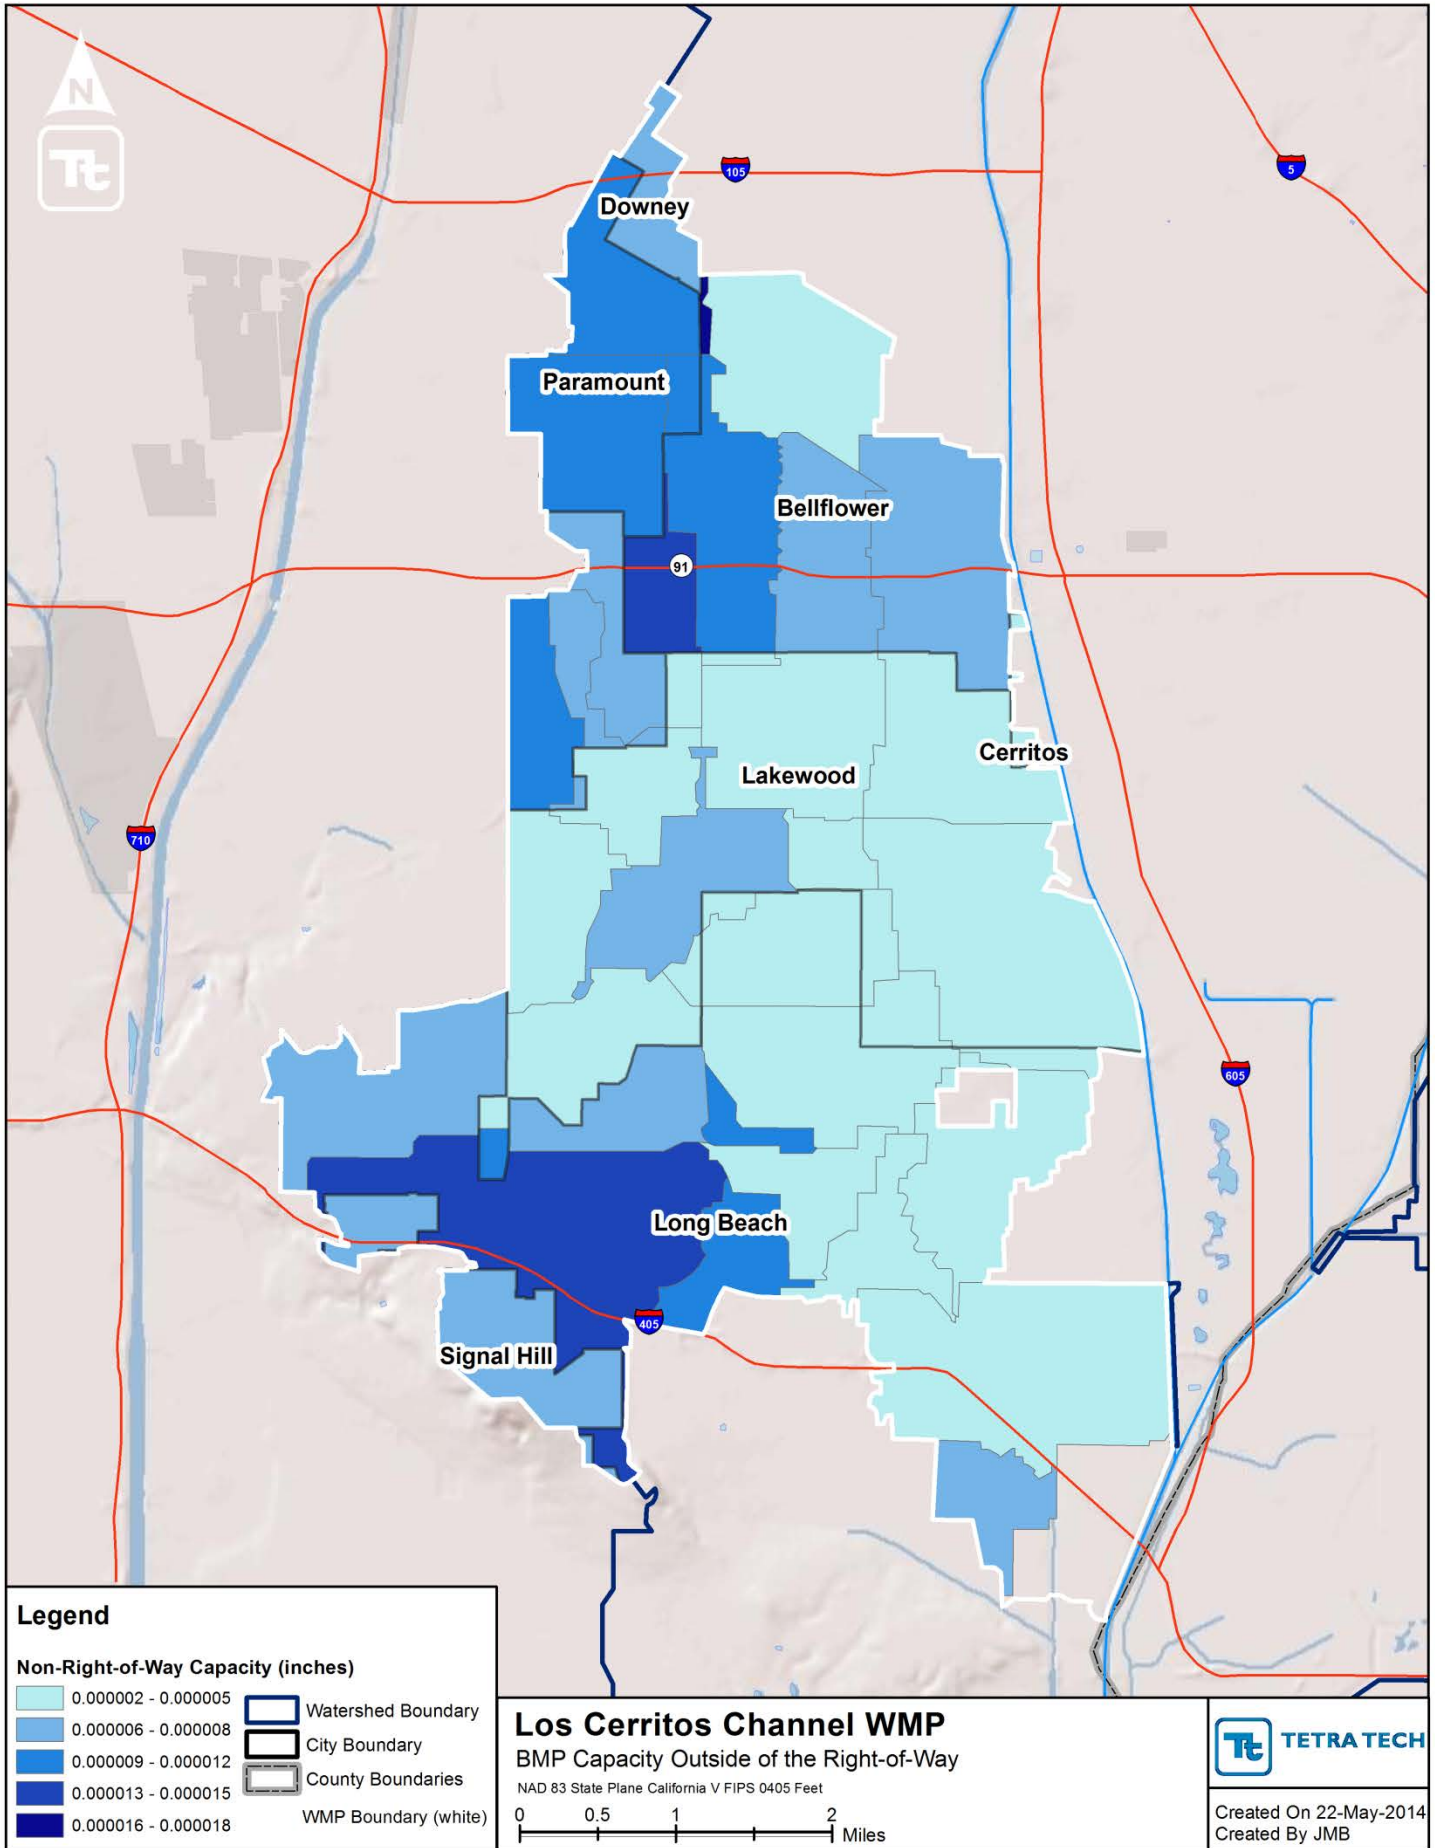 N
Tt
105
5
Downey
Paramount
Bellflower
91
Cerritos
Lakewood
710
605
Long Beach
405
Signal Hill
Legend
Non-Right-of-Way Capacity (inches)
0.000002 - 0.000005
0.000006 - 0.000008
0.000009 - 0.000012
0.000013 - 0.000015
0.000016 - 0.000018
Watershed Boundary
City Boundary
County Boundaries
WMP Boundary (white)
Los Cerritos Channel WMP
BMP Capacity Outside of the Right-of-Way
NAD 83 State Plane California V FIPS 0405 Feet
0 0.5 1 2
Miles
Tt TETRA TECH
Created On 22-May-2014
Created By JMB